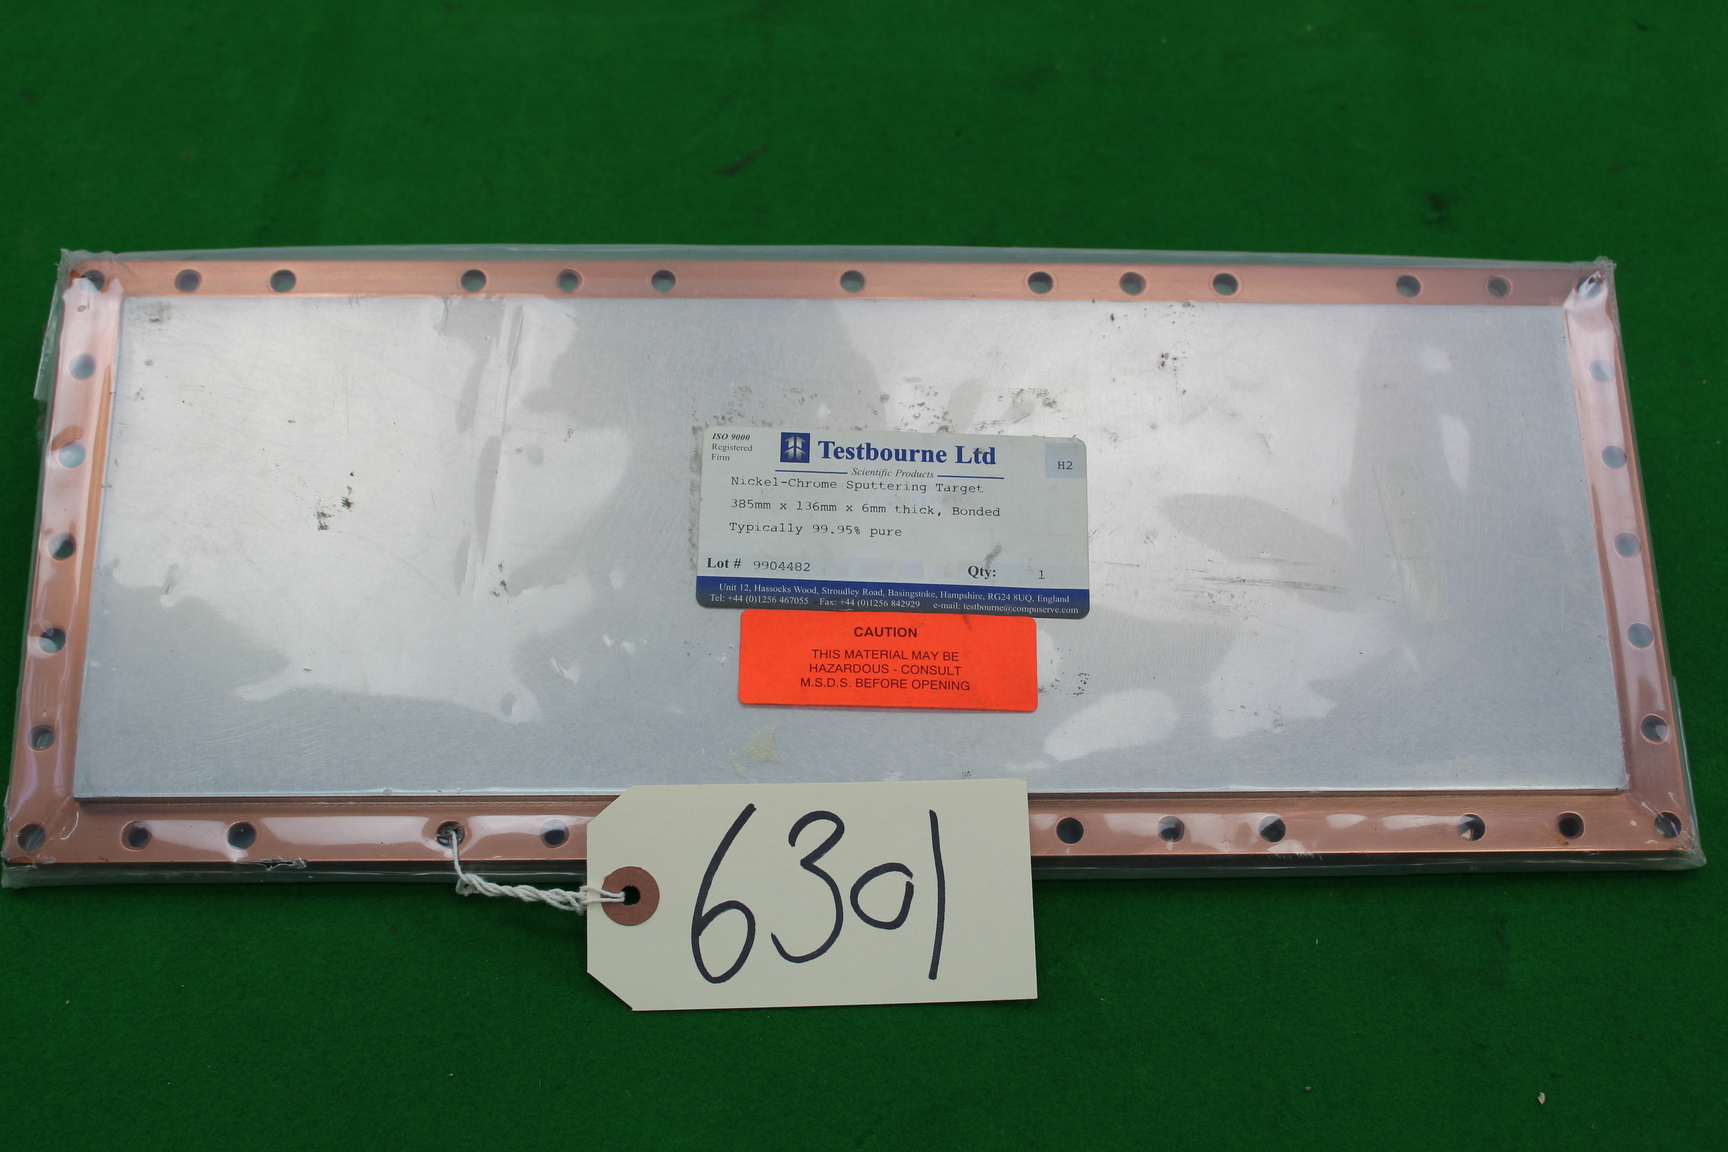 ISO 9000
Registered
Firm
Testbourne Ltd
Scientific Products
H2
Nickel-Chrome Sputtering Target
385mm x 136mm x 6mm thick, Bonded
Typically 99.95% pure
Lot # 9904482 Qty: 1
Unit 12, Hassocks Wood, Stroudley Road, Basingstoke, Hampshire, RG24 8UQ, England
Tel: +44 (0)1256 467055 Fax: +44 (0)1256 842929 e-mail: testbourne@compuserve.com
CAUTION
THIS MATERIAL MAY BE
HAZARDOUS - CONSULT
M.S.D.S. BEFORE OPENING
6301